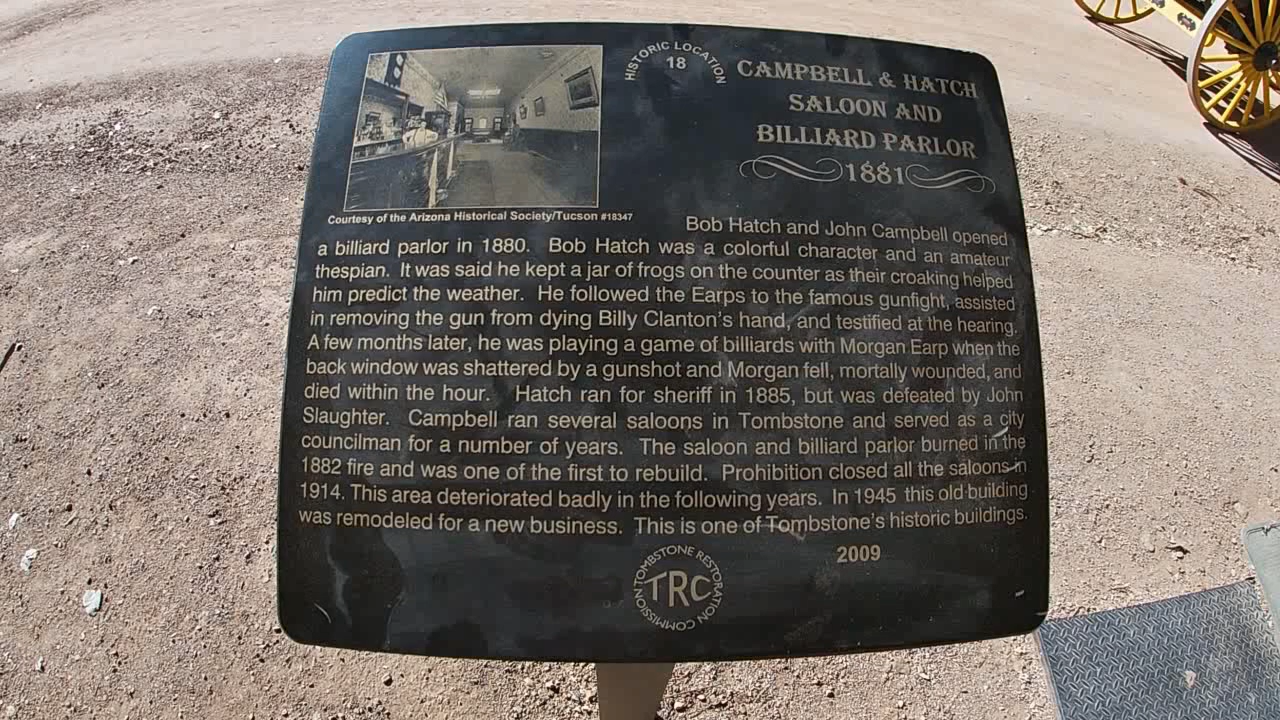 HISTORIC LOCATION
18
CAMPBELL & HATCH
SALOON AND
BILLIARD PARLOR
1881
Courtesy of the Arizona Historical Society/Tucson #18347
Bob Hatch and John Campbell opened
a billiard parlor in 1880. Bob Hatch was a colorful character and an amateur
thespian. It was said he kept a jar of frogs on the counter as their croaking helped
him predict the weather. He followed the Earps to the famous gunfight, assisted
in removing the gun from dying Billy Clanton's hand, and testified at the hearing.
A few months later, he was playing a game of billiards with Morgan Earp when the
back window was shattered by a gunshot and Morgan fell, mortally wounded, and
died within the hour. Hatch ran for sheriff in 1885, but was defeated by John
Slaughter. Campbell ran several saloons in Tombstone and served as a city
councilman for a number of years. The saloon and billiard parlor burned in the
1882 fire and was one of the first to rebuild. Prohibition closed all the saloons in
1914. This area deteriorated badly in the following years. In 1945 this old building
was remodeled for a new business. This is one of Tombstone's historic buildings.
2009
TOMBSTONE RESTORATION COMMISSION
TRC